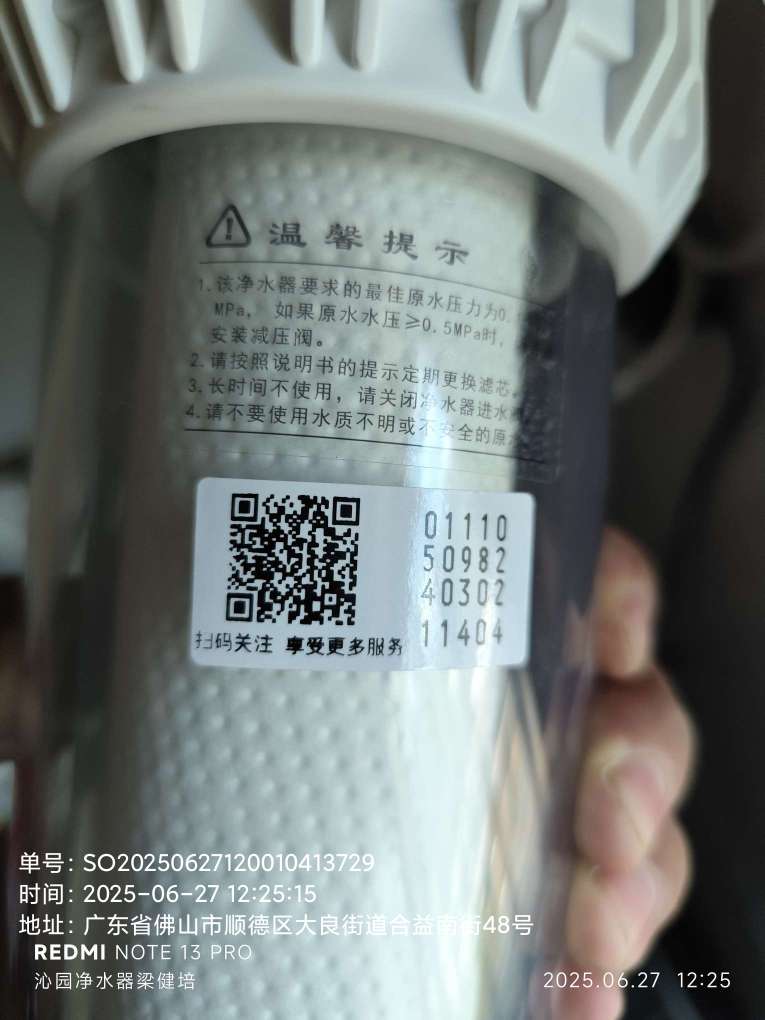 温馨提示
1.该净水器要求的最佳原水压力为0.
MPa，如果原水水压≥0.5MPa时，
安装减压阀。
2.请按照说明书的提示定期更换滤芯。
3.长时间不使用，请关闭净水器进水
4.请不要使用水质不明或不安全的原水
01110
50982
40302
11404
扫码关注 享受更多服务
单号：SO20250627120010413729
时间：2025-06-27 12:25:15
地址：广东省佛山市顺德区大良街道合益南街48号
REDMI NOTE 13 PRO
沁园净水器梁健培
2025.06.27 12:25